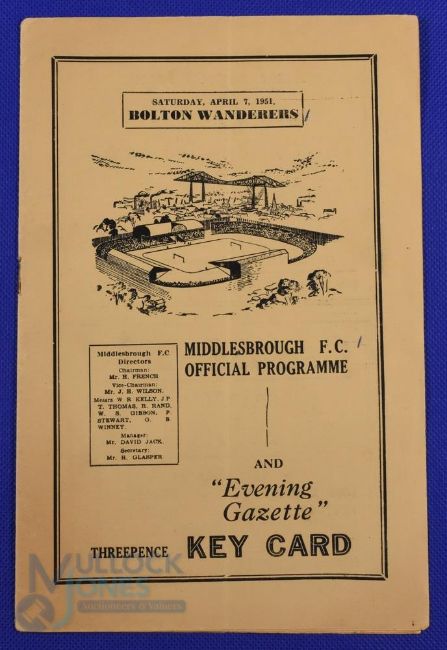 SATURDAY, APRIL 7, 1951.
BOLTON WANDERERS
Middlesbrough F.C
Directors
Chairman:
Mr. H. FRENCH
Vice-Chairman:
Mr. J. H. WILSON.
Messrs W R KELLY, J P
T. THOMAS, R. RAND,
W. S. GIBSON, P.
STEWART, G. E.
WINNEY.
Manager:
Mr. DAVID JACK.
Secretary:
Mr. H. GLASPER
MIDDLESBROUGH F.C.
OFFICIAL PROGRAMME
AND
"Evening
Gazette"
THREEPENCE KEY CARD
MULLOCK
JONES
Auctioneers & Valuers